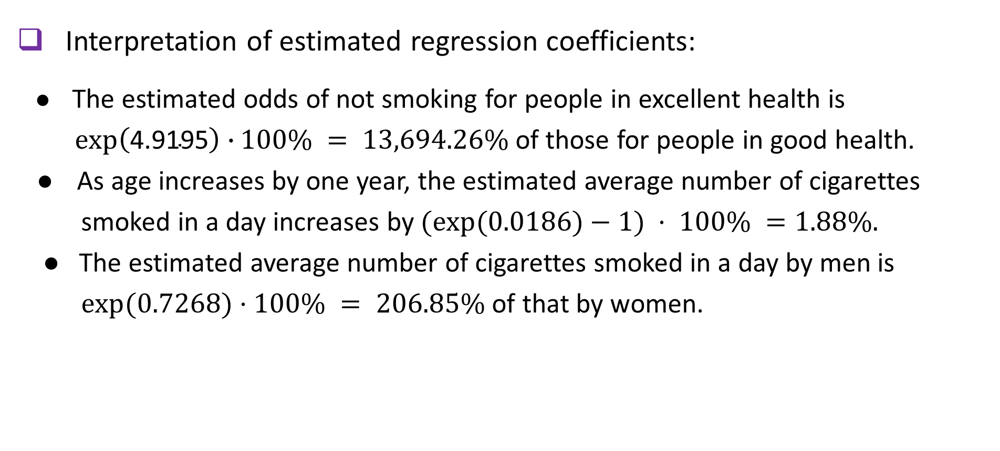 Interpretation of estimated regression coefficients:
● The estimated odds of not smoking for people in excellent health is
exp(4.9195) · 100% = 13,694.26% of those for people in good health.
● As age increases by one year, the estimated average number of cigarettes
smoked in a day increases by (exp(0.0186) − 1) · 100% = 1.88%.
● The estimated average number of cigarettes smoked in a day by men is
exp(0.7268) · 100% = 206.85% of that by women.